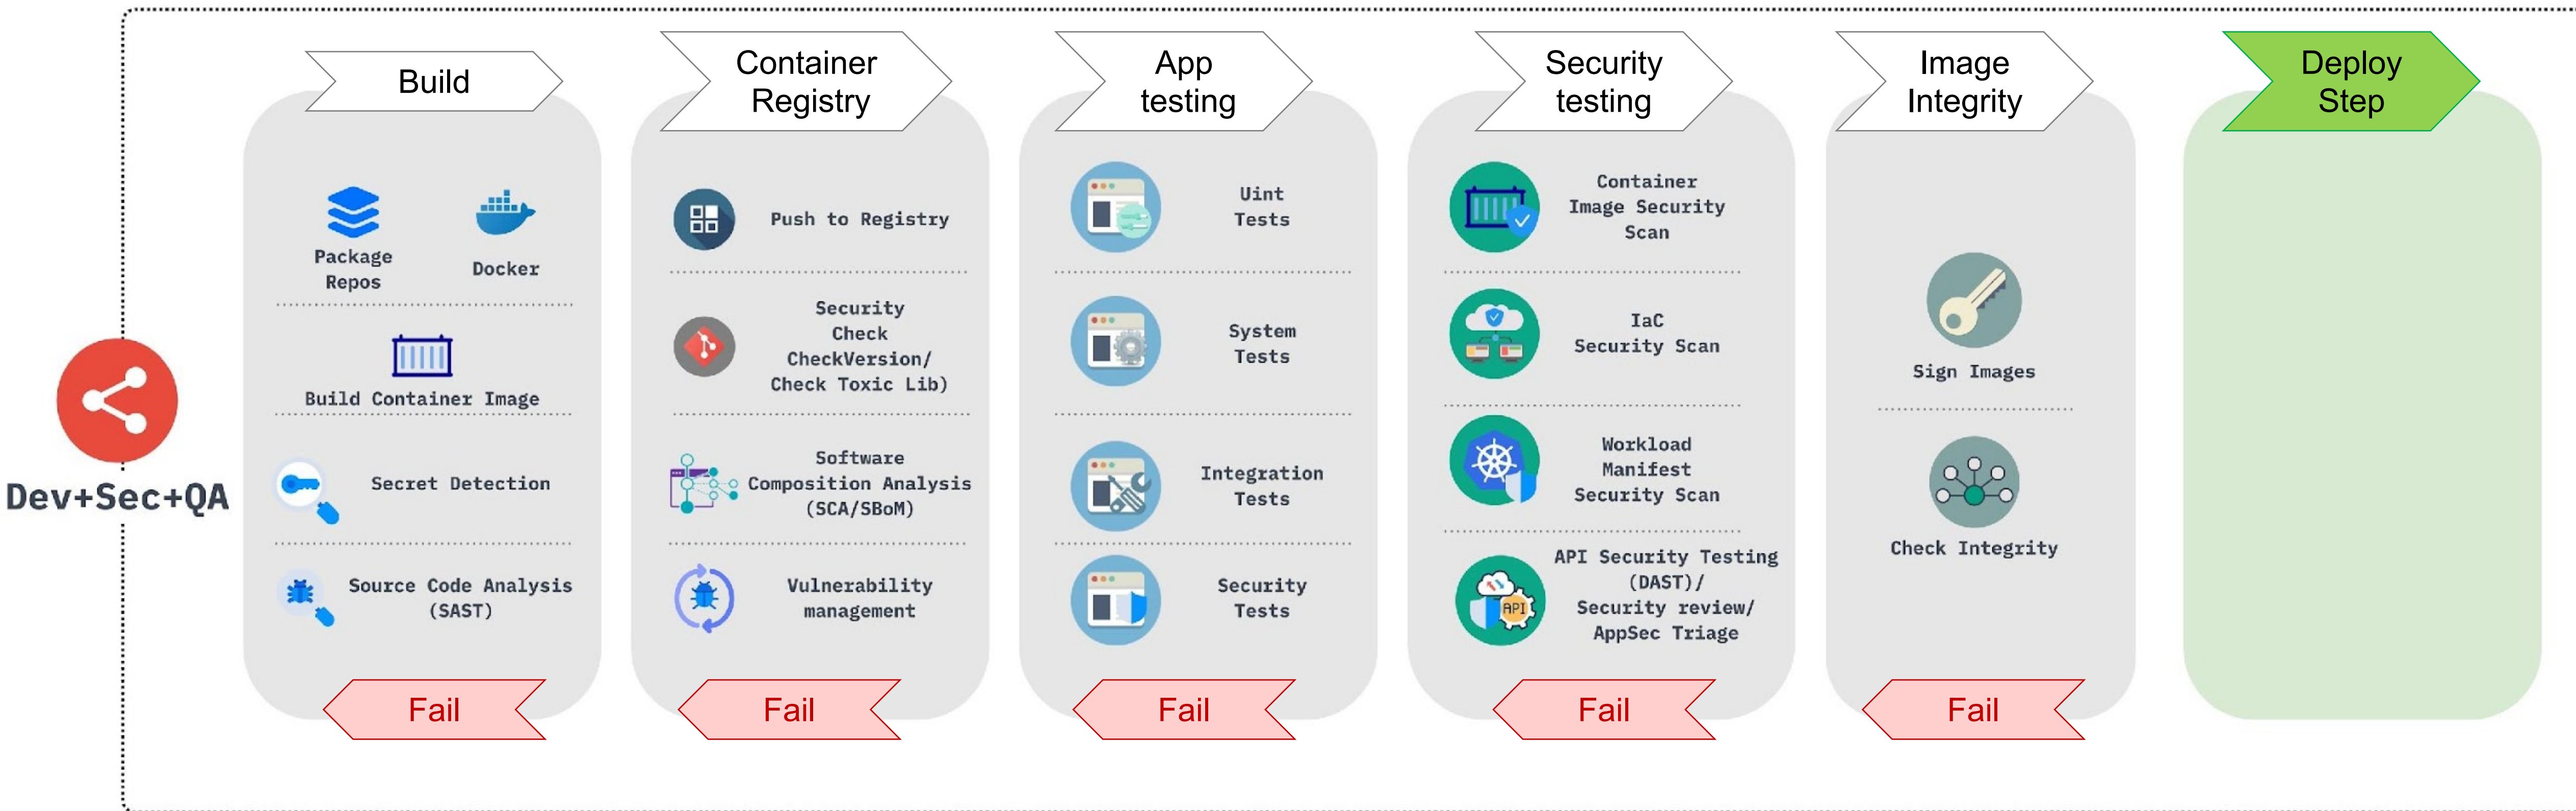 Dev+Sec+QA
Build
Package
Repos
Docker
Build Container Image
Secret Detection
Source Code Analysis
(SAST)
Fail
Container
Registry
Push to Registry
Security
Check
CheckVersion/
Check Toxic Lib)
Software
Composition Analysis
(SCA/SBoM)
Vulnerability
management
Fail
App
testing
Uint
Tests
System
Tests
Integration
Tests
Security
Tests
Fail
Security
testing
Container
Image Security
Scan
IaC
Security Scan
Workload
Manifest
Security Scan
API
API Security Testing
(DAST)/
Security review/
AppSec Triage
Fail
Image
Integrity
Sign Images
Check Integrity
Fail
Deploy
Step